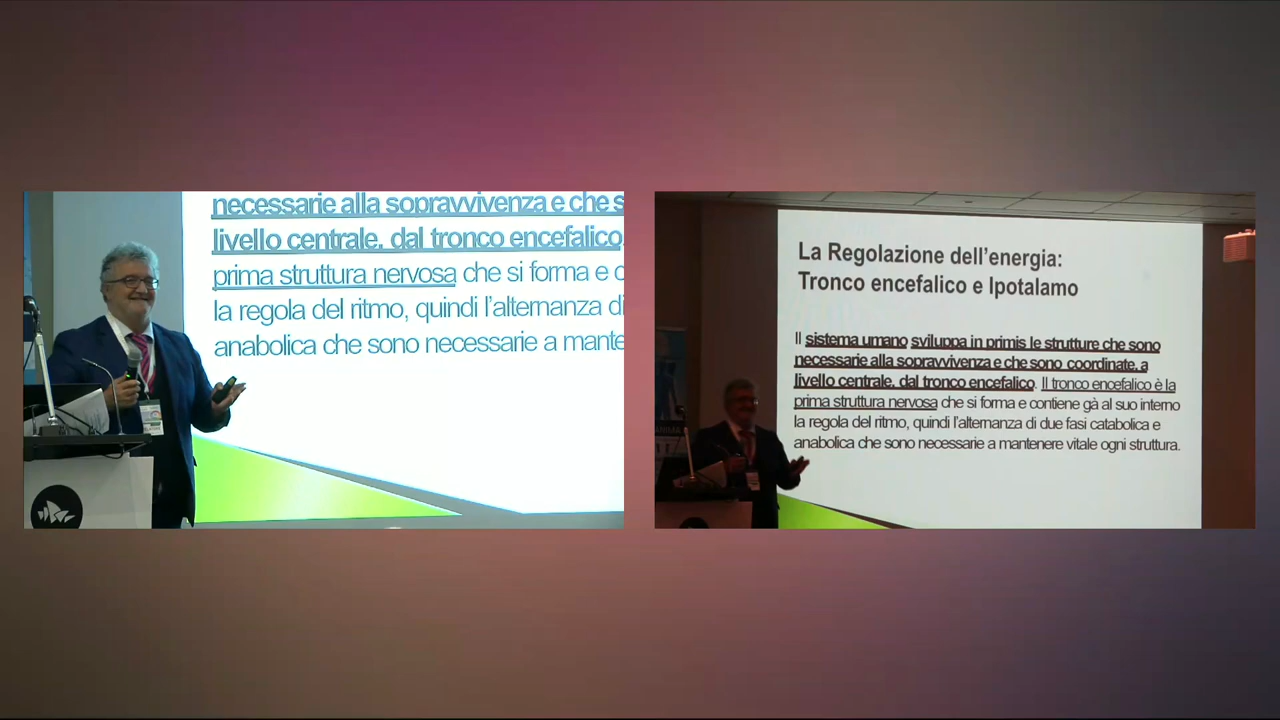 necessarie alla sopravvivenza e che s
livello centrale, dal tronco encefalico,
prima struttura nervosa che si forma e c
la regola del ritmo, quindi l'alternanza di
anabolica che sono necessarie a mante
La Regolazione dell'energia:
Tronco encefalico e Ipotalamo
Il sistema umano sviluppa in primis le strutture che sono
necessarie alla sopravvivenza e che sono coordinate, a
livello centrale, dal tronco encefalico. Il tronco encefalico è la
prima struttura nervosa che si forma e contiene gà al suo interno
la regola del ritmo, quindi l'alternanza di due fasi catabolica e
anabolica che sono necessarie a mantenere vitale ogni struttura.